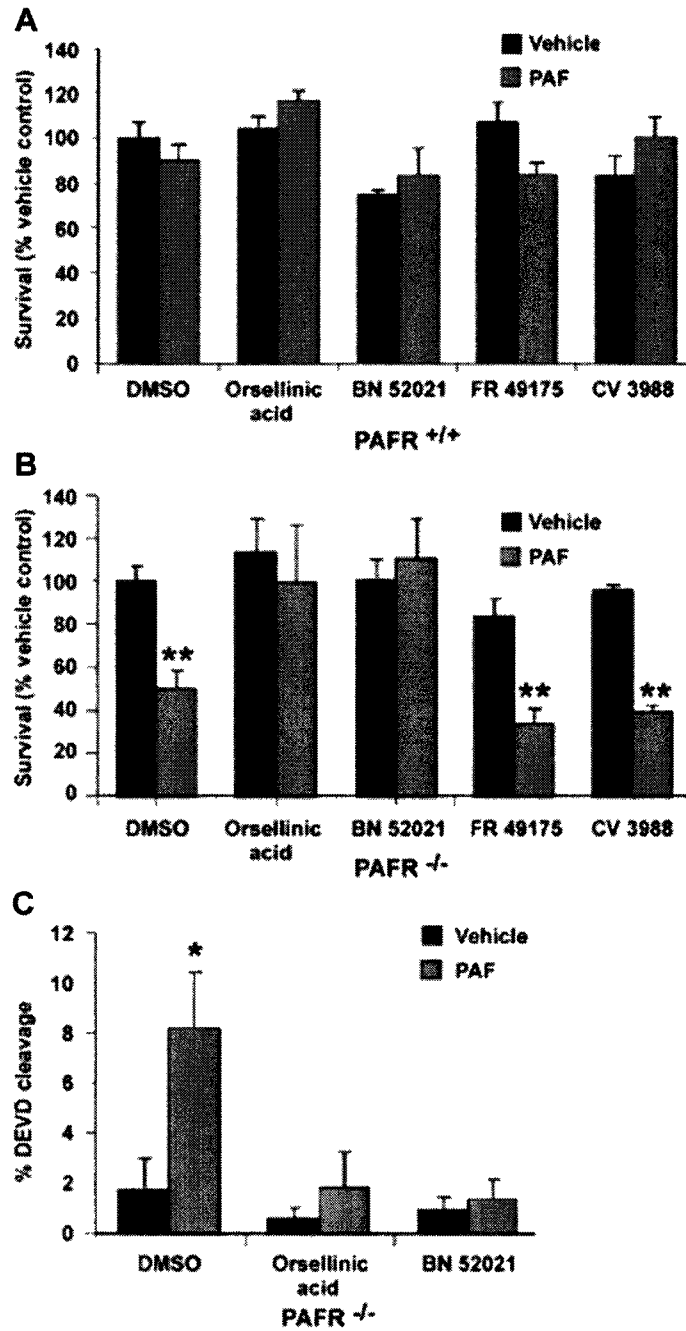 A
Survival (% vehicle control)
140
120
100
80
60
40
20
0
Vehicle
PAF
DMSO
Orsellinic
acid
BN 52021
FR 49175
CV 3988
PAFR +/+
B
Survival (% vehicle control)
140
120
100
80
60
40
20
0
Vehicle
PAF
**
**
**
DMSO
Orsellinic
acid
BN 52021
FR 49175
CV 3988
PAFR -/-
C
% DEVD cleavage
12
10
8
6
4
2
0
Vehicle
PAF
*
DMSO
Orsellinic
acid
BN 52021
PAFR -/-